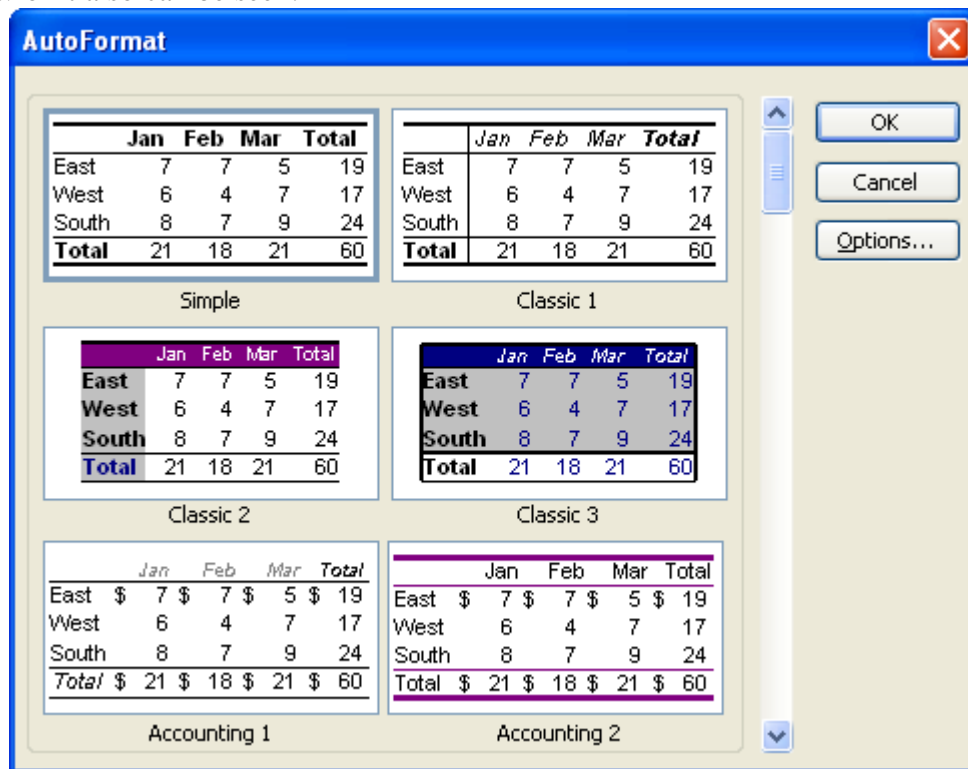 AutoFormat
OK
Cancel
Options...
Jan Feb Mar Total
East 7 7 5 19
West 6 4 7 17
South 8 7 9 24
Total 21 18 21 60
Simple
Jan Feb Mar Total
East 7 7 5 19
West 6 4 7 17
South 8 7 9 24
Total 21 18 21 60
Classic 1
Jan Feb Mar Total
East 7 7 5 19
West 6 4 7 17
South 8 7 9 24
Total 21 18 21 60
Classic 2
Jan Feb Mar Total
East 7 7 5 19
West 6 4 7 17
South 8 7 9 24
Total 21 18 21 60
Classic 3
Jan Feb Mar Total
East $ 7 $ 7 $ 5 $ 19
West 6 4 7 17
South 8 7 9 24
Total $ 21 $ 18 $ 21 $ 60
Accounting 1
Jan Feb Mar Total
East $ 7 $ 7 $ 5 $ 19
West 6 4 7 17
South 8 7 9 24
Total $ 21 $ 18 $ 21 $ 60
Accounting 2